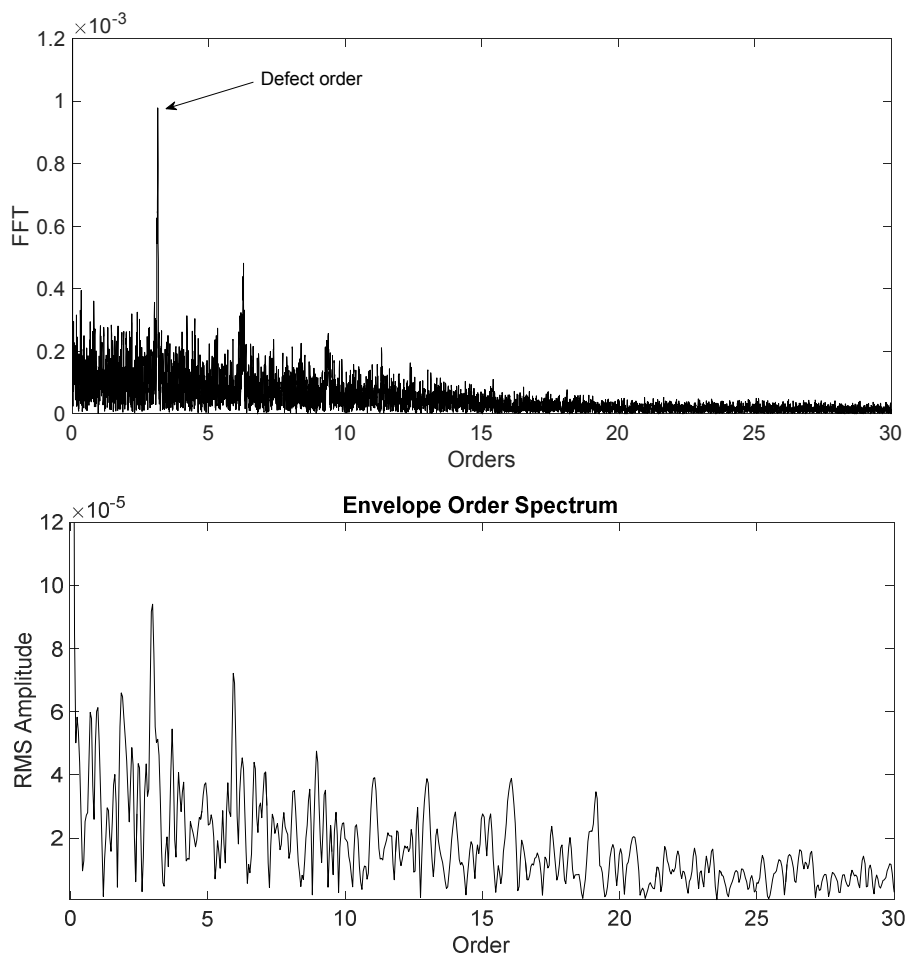 ×10-3
1.2
1
0.8
0.6
0.4
0.2
0
FFT
Defect order
0 5 10 15 20 25 30
Orders
Envelope Order Spectrum
×10-5
12
10
8
6
4
2
RMS Amplitude
0 5 10 15 20 25 30
Order